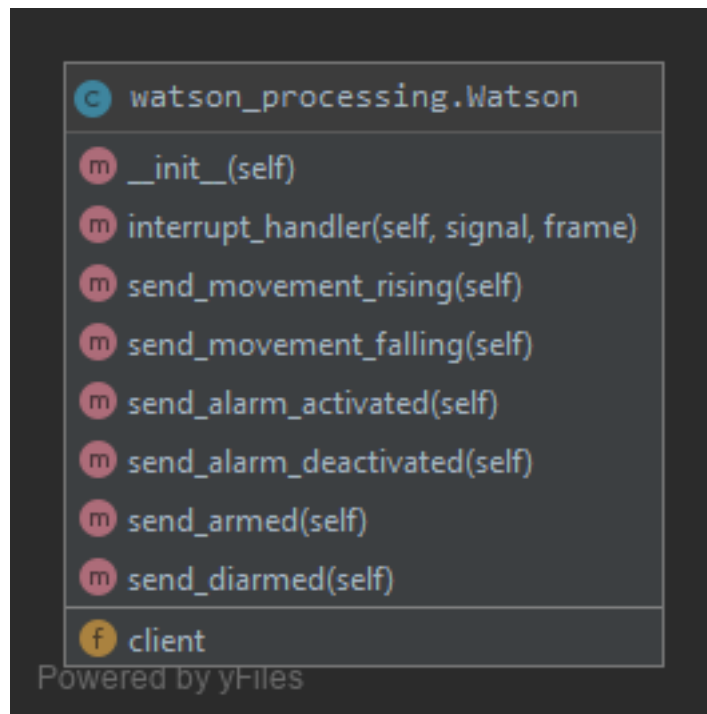 c watson_processing.Watson
m __init__(self)
m interrupt_handler(self, signal, frame)
m send_movement_rising(self)
m send_movement_falling(self)
m send_alarm_activated(self)
m send_alarm_deactivated(self)
m send_armed(self)
m send_diarmed(self)
f client
Powered by yFiles